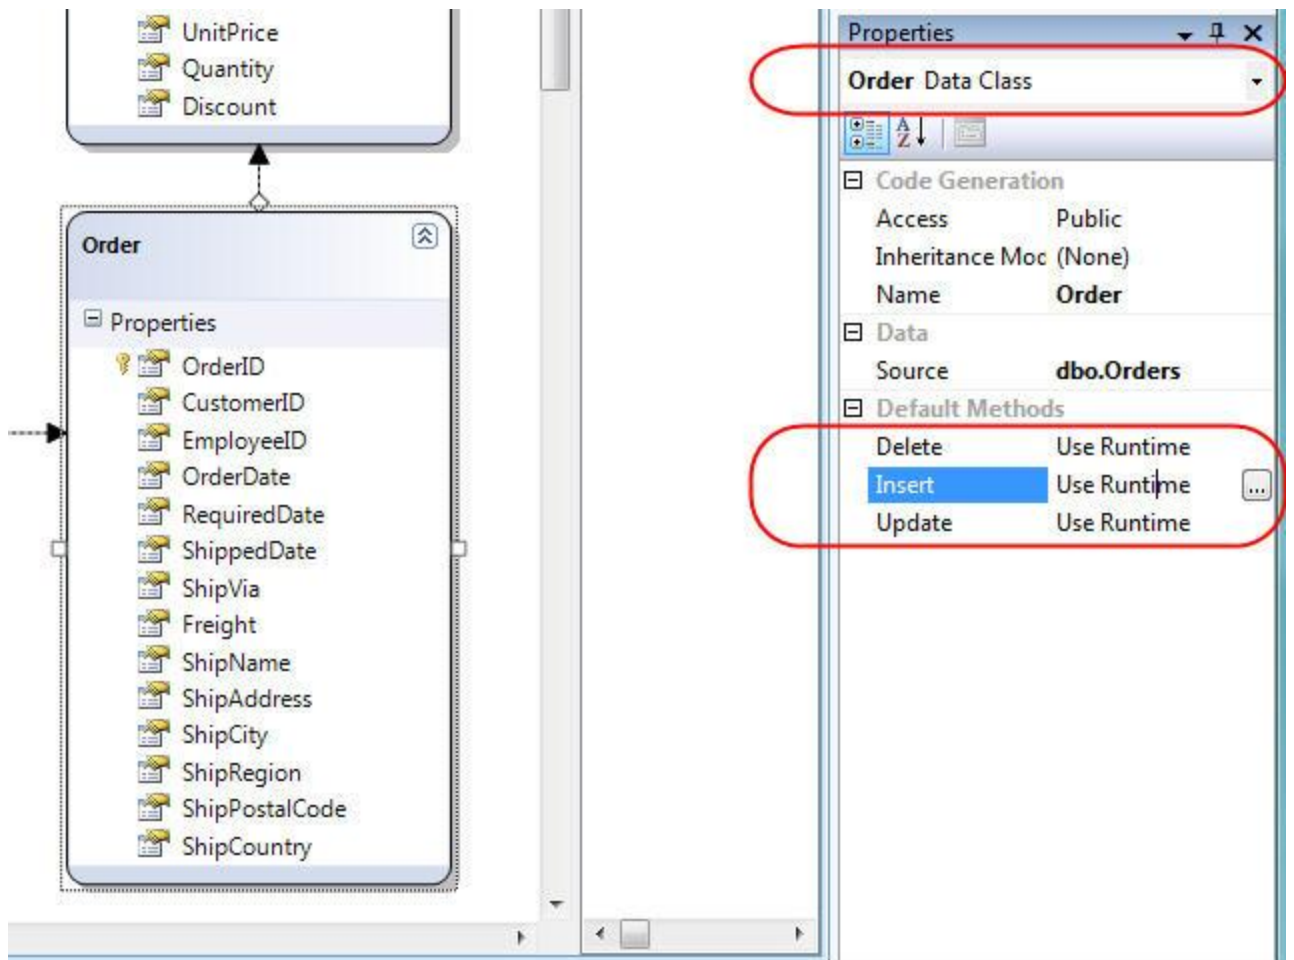 UnitPrice
Quantity
Discount
Order
Properties
OrderID
CustomerID
EmployeeID
OrderDate
RequiredDate
ShippedDate
ShipVia
Freight
ShipName
ShipAddress
ShipCity
ShipRegion
ShipPostalCode
ShipCountry
Properties
Order Data Class
Code Generation
Access Public
Inheritance Moc (None)
Name Order
Data
Source dbo.Orders
Default Methods
Delete Use Runtime
Insert Use Runtime ...
Update Use Runtime